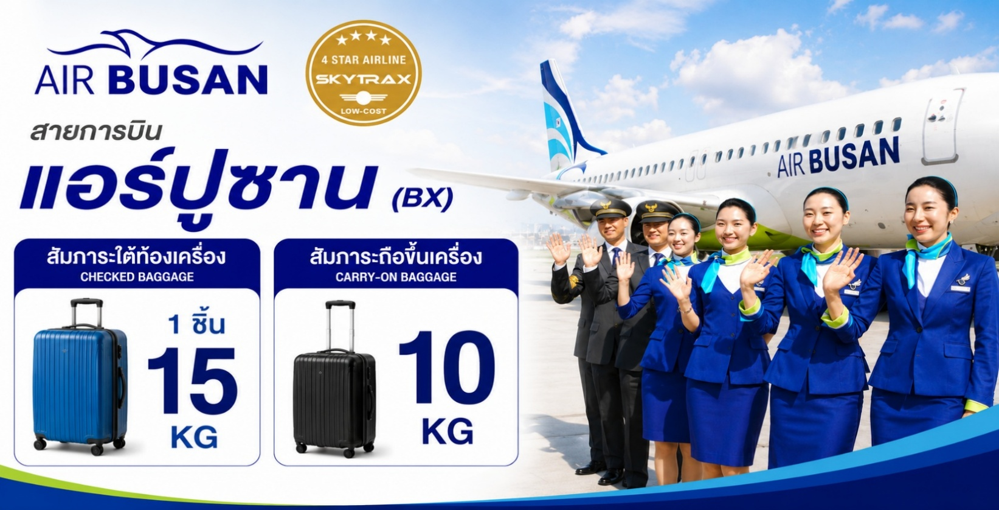 AIR BUSAN
4 STAR AIRLINE
SKYTRAX
LOW-COST
สายการบิน
แอร์ปูซาน (BX)
สัมภาระใต้ท้องเครื่อง
CHECKED BAGGAGE
1 ชิ้น
15
KG
สัมภาระถือขึ้นเครื่อง
CARRY-ON BAGGAGE
10
KG
AIR BUSAN